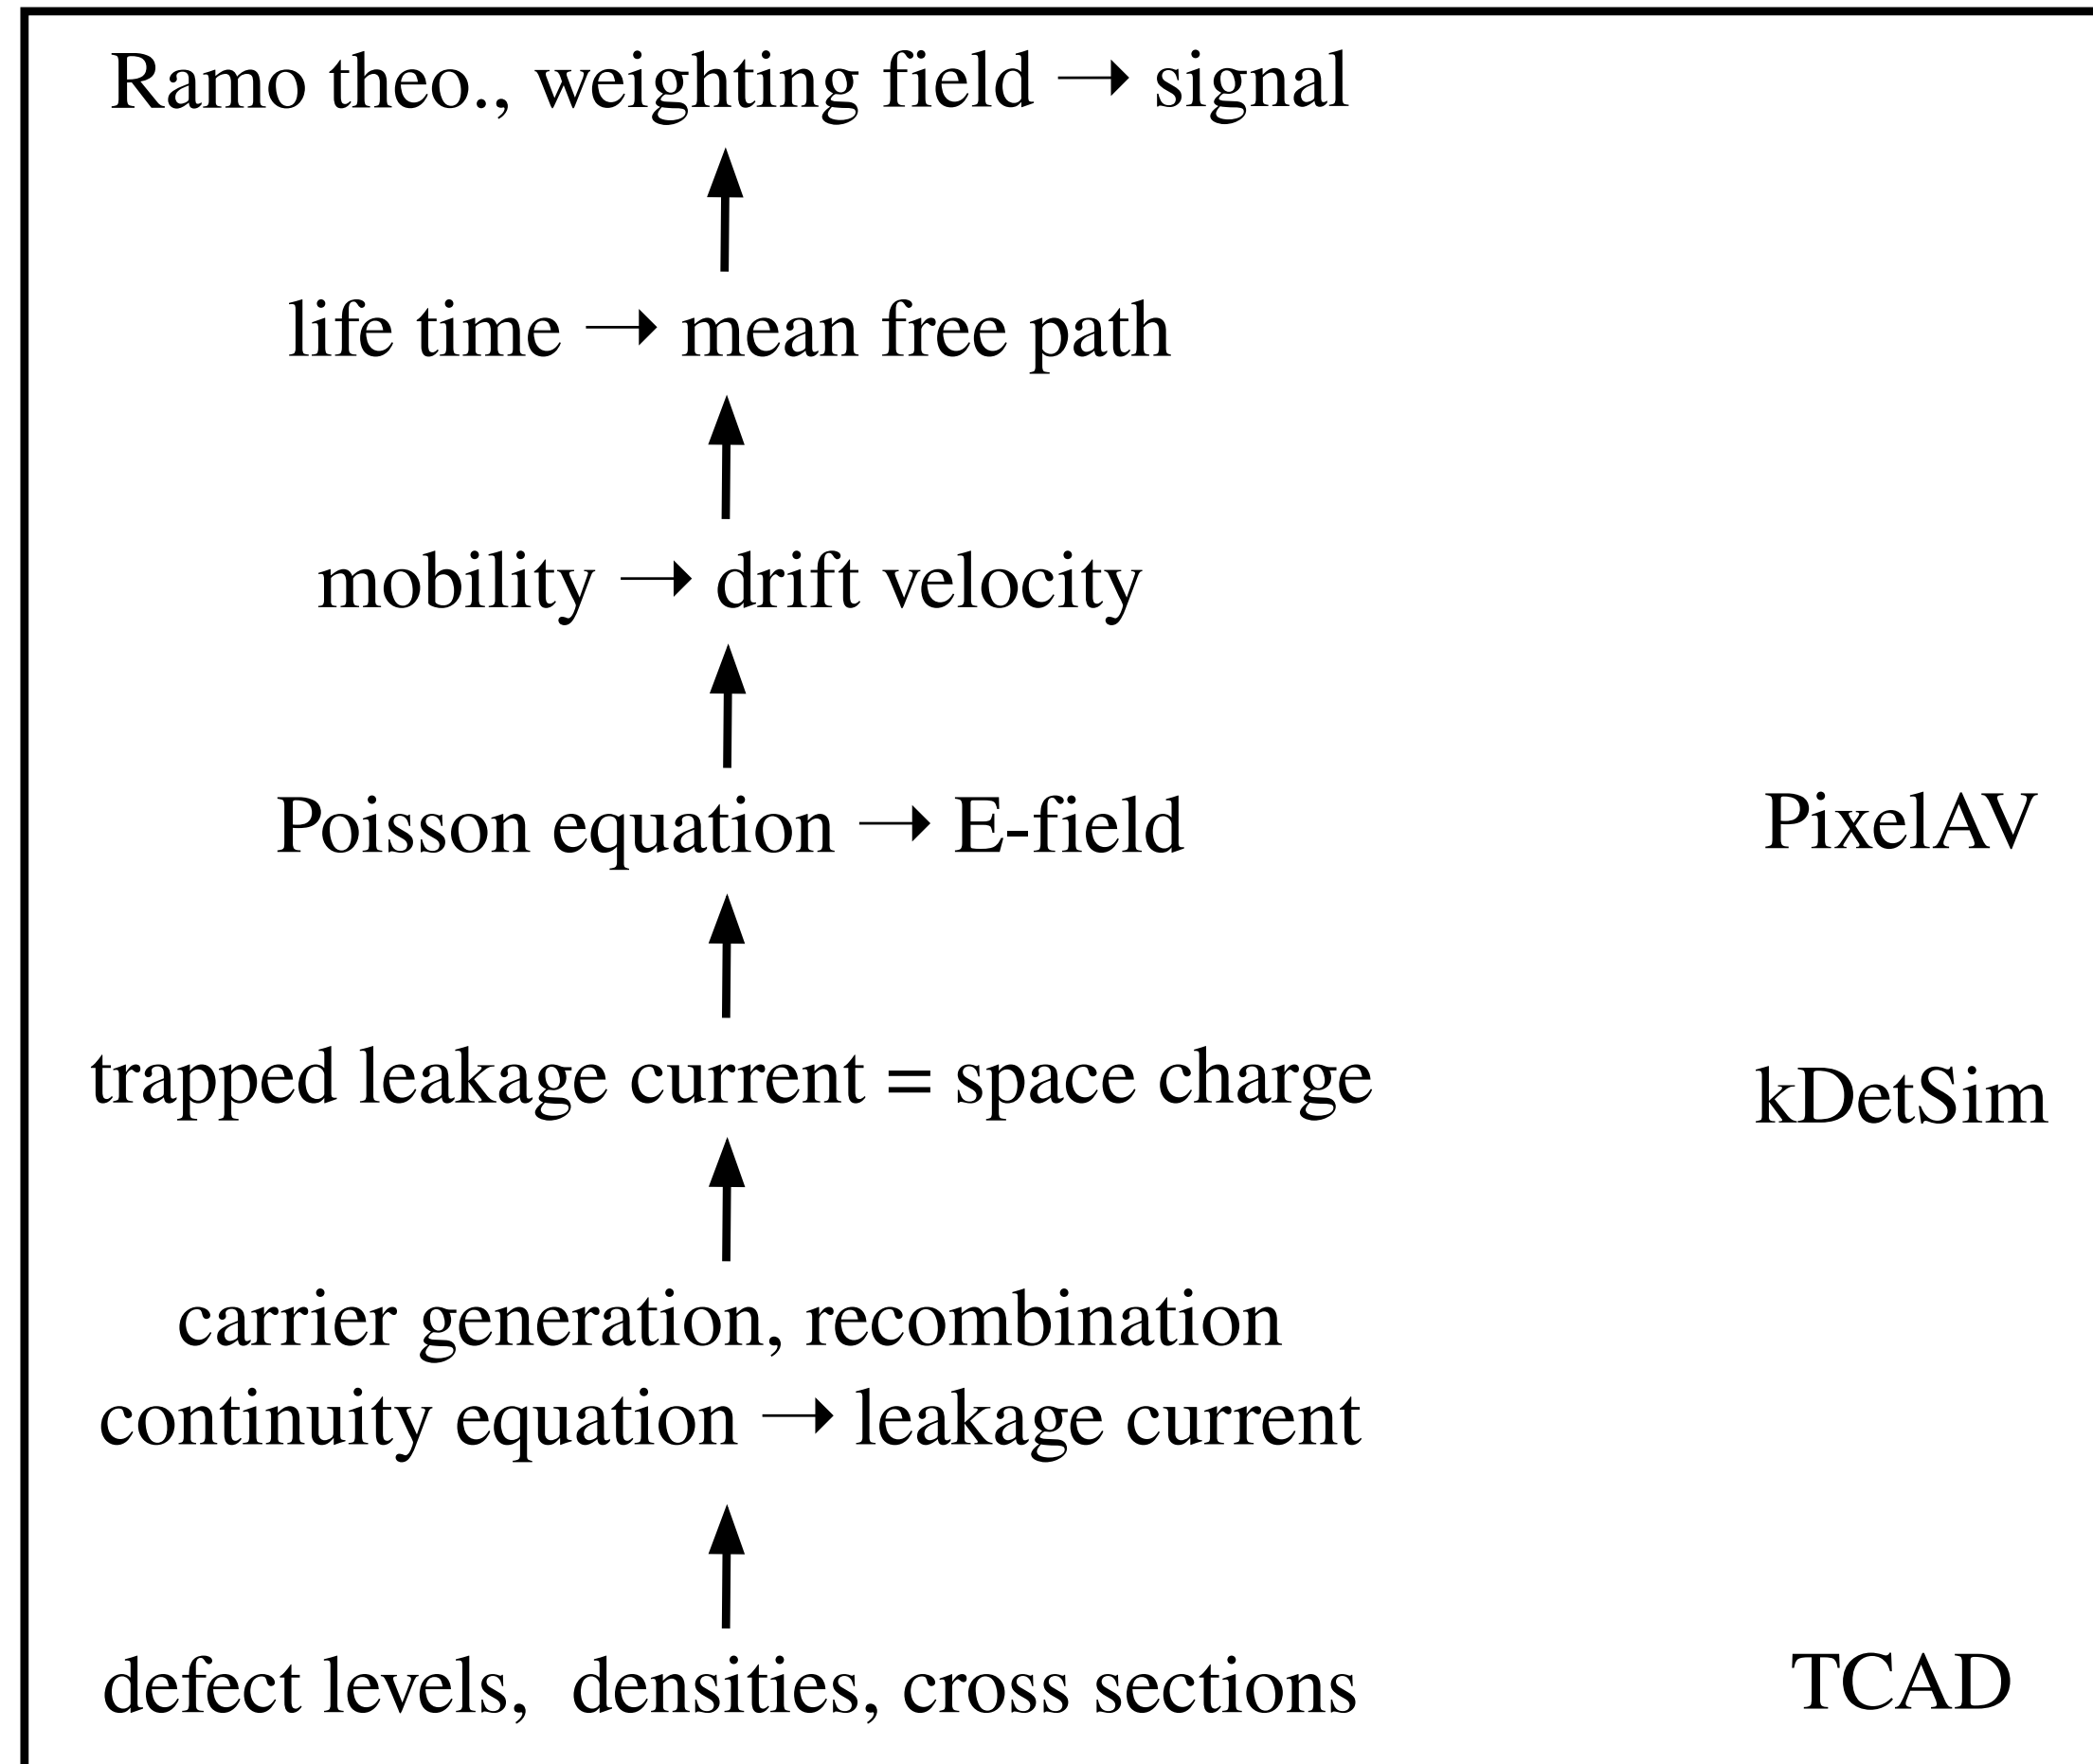 Ramo theo., weighting field → signal
life time → mean free path
mobility → drift velocity
Poisson equation → E-field
PixelAV
trapped leakage current = space charge
kDetSim
carrier generation, recombination
continuity equation → leakage current
defect levels, densities, cross sections
TCAD